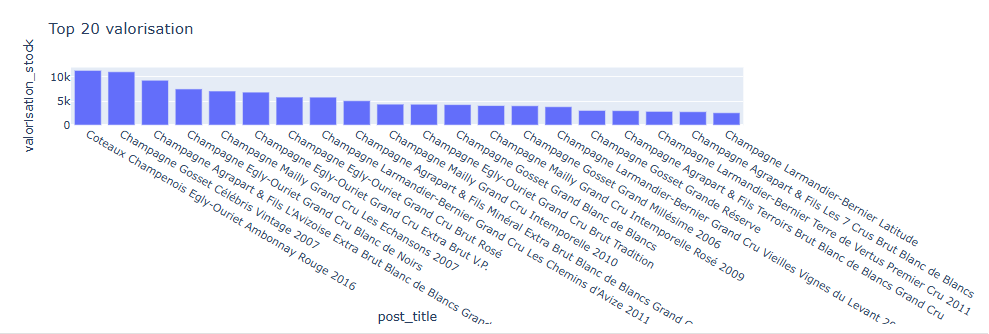 Top 20 valorisation
valorisation_stock
10k
5k
0
Coteaux Champenois Egly-Ouriet Ambonnay Rouge 2016
Champagne Gosset Célébris Vintage 2007
Champagne Agrapart & Fils L'Avizoise Extra Brut Blanc de Blancs Gran
Champagne Egly-Ouriet Grand Cru Blanc de Noirs
Champagne Mailly Grand Cru Les Echansons 2007
Champagne Egly-Ouriet Grand Cru Extra Brut V.P.
Champagne Egly-Ouriet Grand Cru Brut Rosé
Champagne Larmandier-Bernier Grand Cru Les Chemins d'Avize 2011
Champagne Agrapart & Fils Minéral Extra Brut Blanc de Blancs Grand
Champagne Mailly Grand Cru Intemporelle 2010
Champagne Egly-Ouriet Grand Cru Brut Tradition
Champagne Gosset Grand Blanc de Blancs
Champagne Mailly Grand Cru Intemporelle Rosé 2009
Champagne Gosset Grand Millésime 2006
Champagne Larmandier-Bernier Grand Cru Vieilles Vignes du Levant
Champagne Gosset Grande Réserve
Champagne Agrapart & Fils Terroirs Brut Blanc de Blancs Grand Cru
Champagne Larmandier-Bernier Terre de Vertus Premier Cru 2011
Champagne Agrapart & Fils Les 7 Crus Brut Blanc de Blancs
Champagne Larmandier-Bernier Latitude
post_title